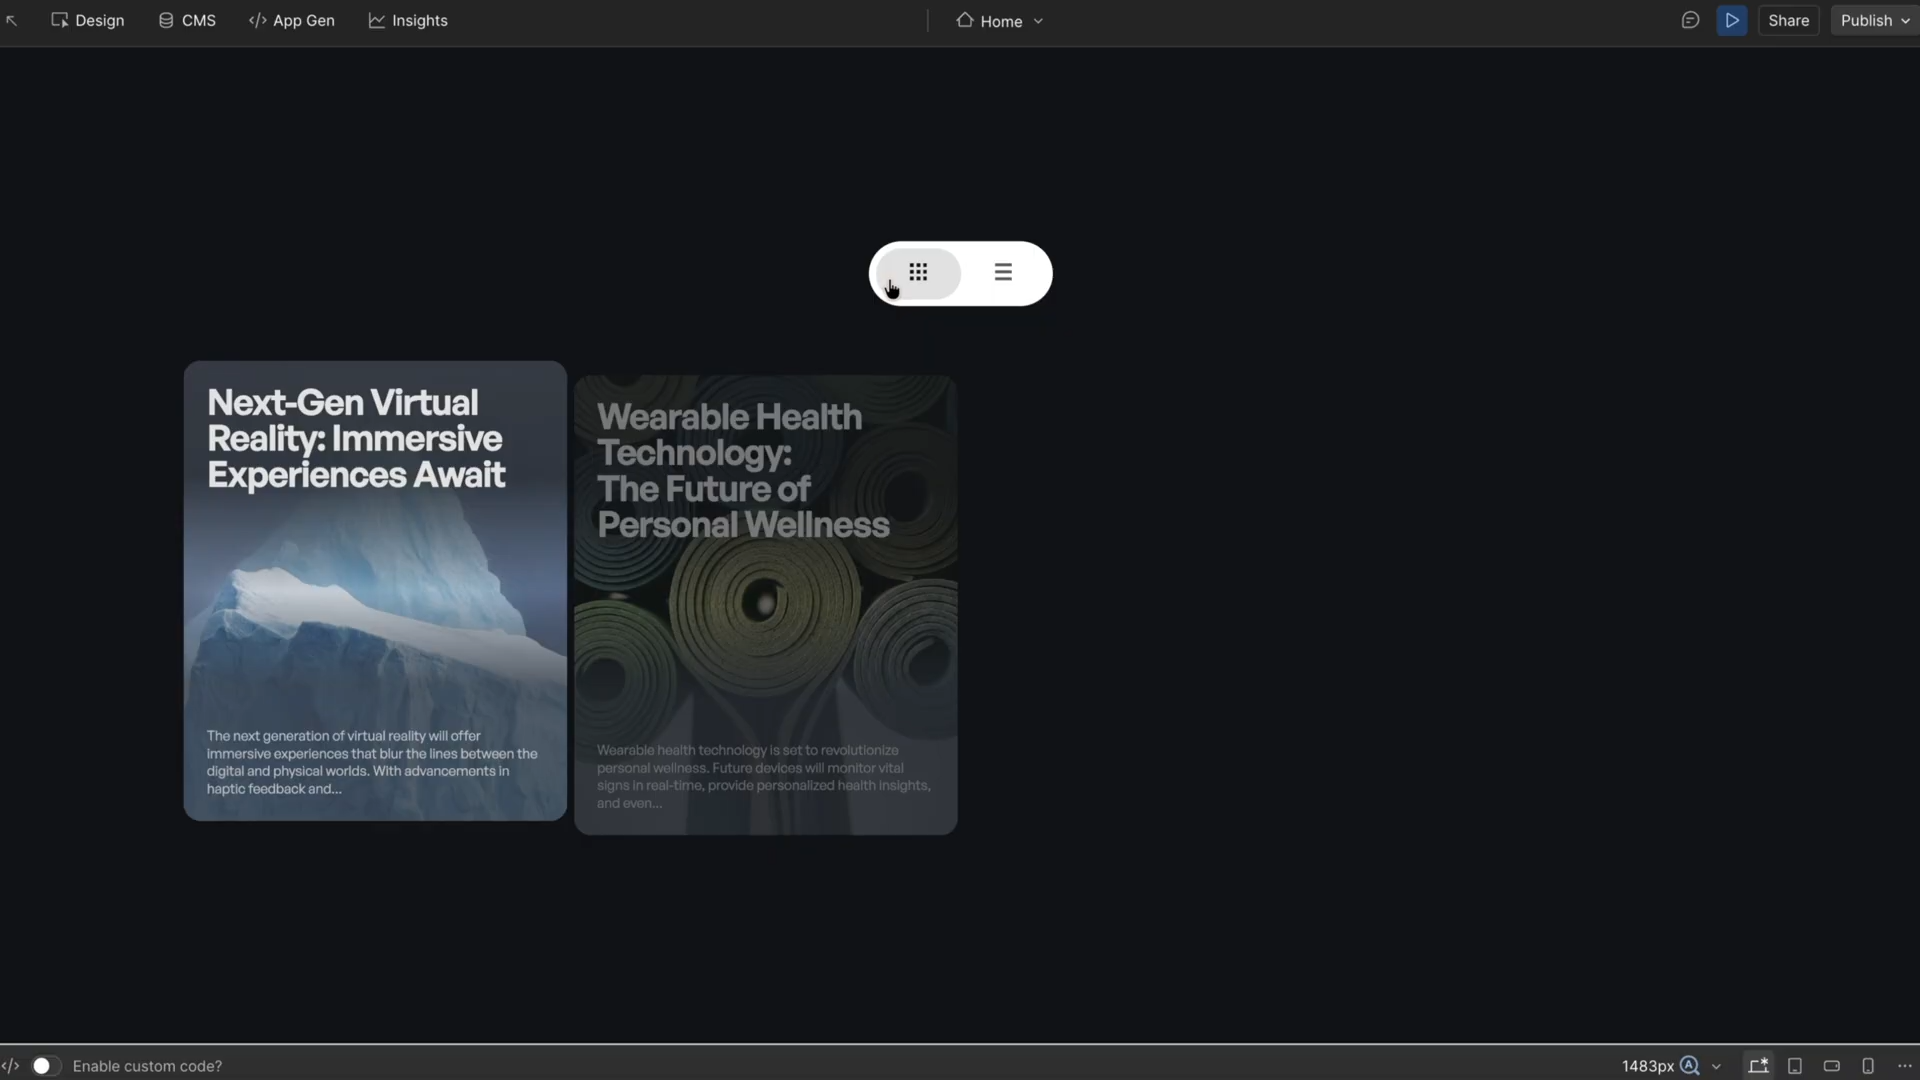 Design
CMS
App Gen
Insights
Home
Share
Publish
Next-Gen Virtual
Reality: Immersive
Experiences Await
The next generation of virtual reality will offer
immersive experiences that blur the lines between the
digital and physical worlds. With advancements in
haptic feedback and...
Wearable Health
Technology:
The Future of
Personal Wellness
Wearable health technology is set to revolutionize
personal wellness. Future devices will monitor vital
signs in real-time, provide personalized health insights,
and even...
Enable custom code?
1483px